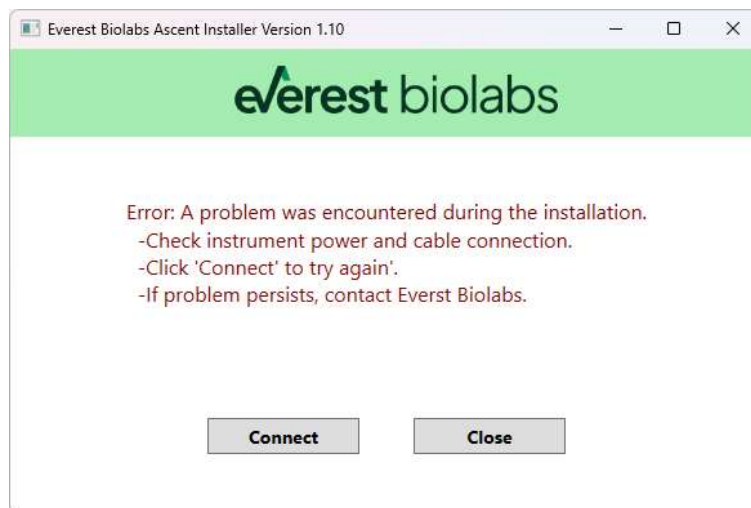 Everest Biolabs Ascent Installer Version 1.10
everest biolabs
Error: A problem was encountered during the installation.
-Check instrument power and cable connection.
-Click 'Connect' to try again'.
-If problem persists, contact Everst Biolabs.
Connect
Close